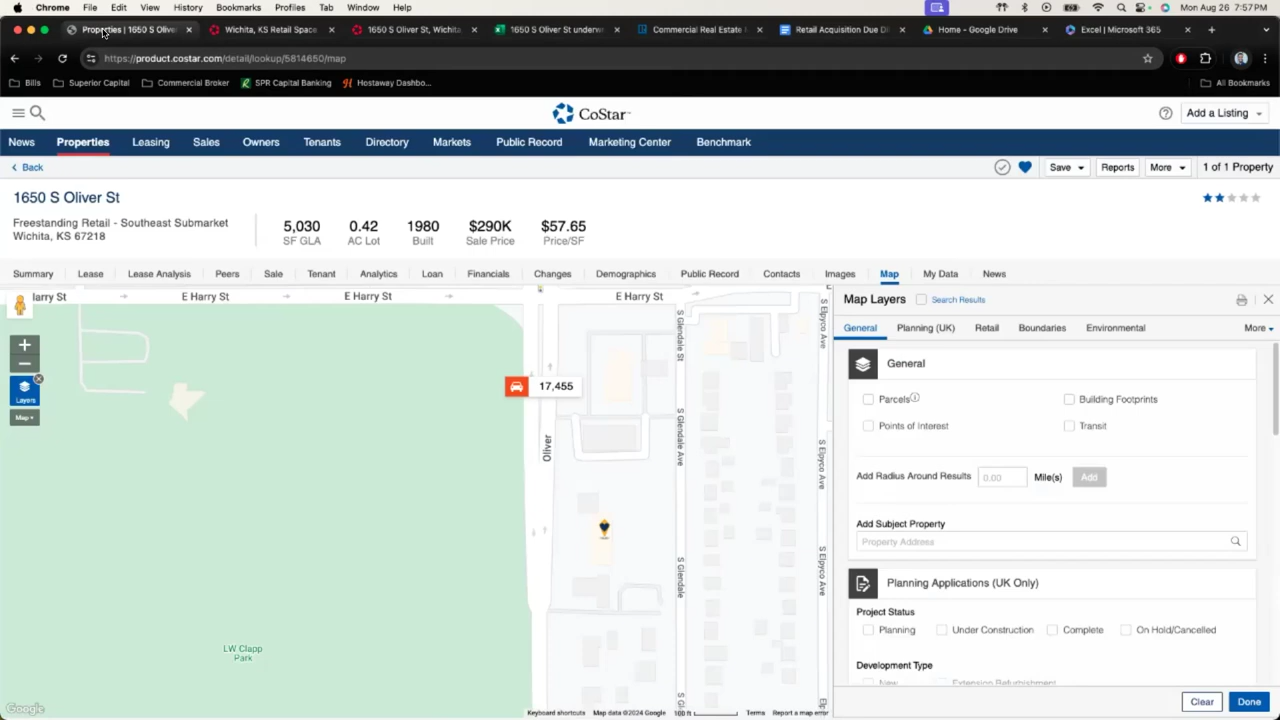 Chrome File Edit View History Bookmarks Profiles Tab Window Help Mon Aug 26 7:57 PM
Properties | 1650 S Oliver Wichita, KS Retail Space 1650 S Oliver St, Wichita, 1650 S Oliver St underw Commercial Real Estate Retail Acquisition Due Di Home - Google Drive Excel | Microsoft 365
https://product.costar.com/detail/lookup/5814650/map
Bills Superior Capital Commercial Broker SPR Capital Banking Hostaway Dashbo... All Bookmarks
CoStar
Add a Listing
News Properties Leasing Sales Owners Tenants Directory Markets Public Record Marketing Center Benchmark
Back Save Reports More 1 of 1 Property
1650 S Oliver St
Freestanding Retail - Southeast Submarket
Wichita, KS 67218
5,030 0.42 1980 $290K $57.65
SF GLA AC Lot Built Sale Price Price/SF
Summary Lease Lease Analysis Peers Sale Tenant Analytics Loan Financials Changes Demographics Public Record Contacts Images Map My Data News
larry St E Harry St E Harry St E Harry St
S Glendale St
S Elpyco Ave
Layers
Map
17,455
Oliver
S Glendale Ave
S Elpyco Ave
S Glendale
S Elpyco Ave
LW Clapp
Park
Google
Keyboard shortcuts Map data ©2024 Google 100 ft Terms Report a map error
Map Layers Search Results
General Planning (UK) Retail Boundaries Environmental More
General
Parcels Building Footprints
Points of Interest Transit
Add Radius Around Results 0.00 Mile(s) Add
Add Subject Property
Property Address
Planning Applications (UK Only)
Project Status
Planning Under Construction Complete On Hold/Cancelled
Development Type
New Extension Refurbishment
Clear Done